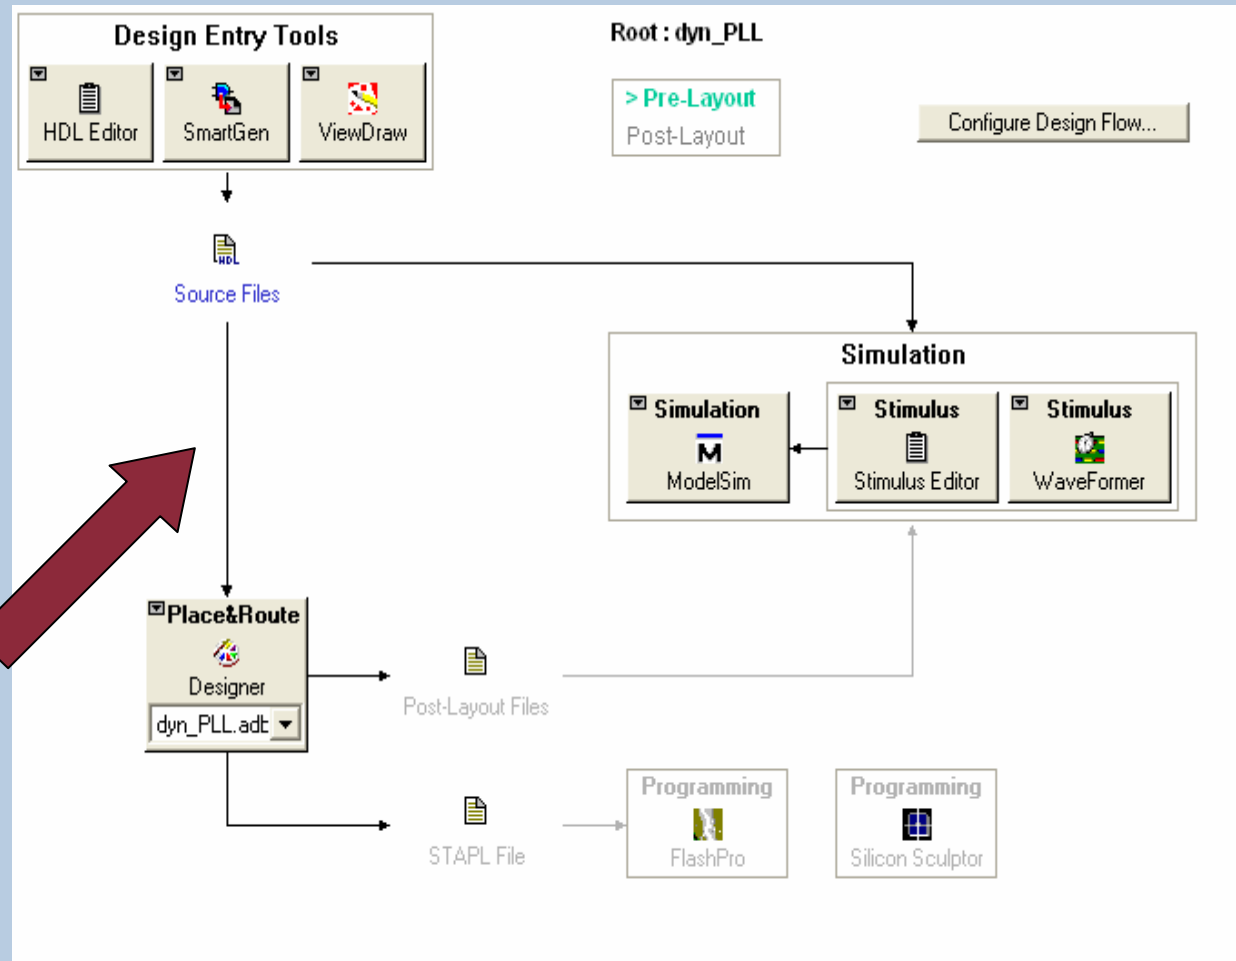 Design Entry Tools
HDL Editor
SmartGen
ViewDraw
Root : dyn_PLL
> Pre-Layout
Post-Layout
Configure Design Flow...
HDL
Source Files
Simulation
Simulation
M
ModelSim
Stimulus
Stimulus Editor
Stimulus
WaveFormer
Place&Route
Designer
dyn_PLL.adb
Post-Layout Files
STAPL File
Programming
FlashPro
Programming
Silicon Sculptor